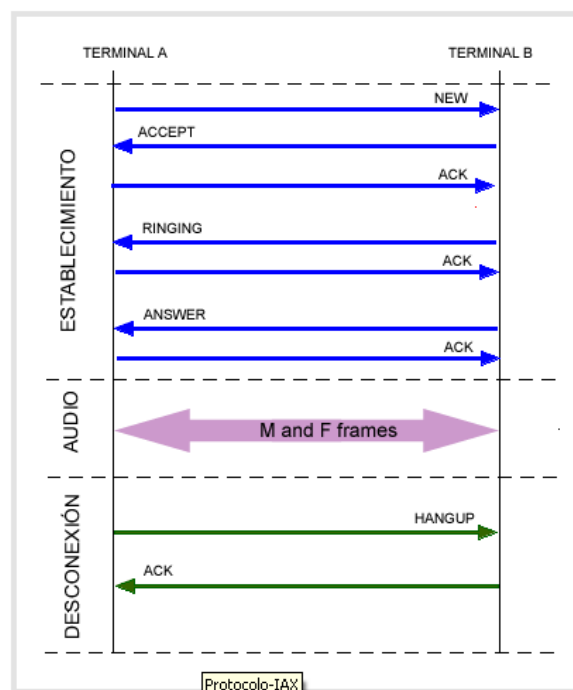 TERMINAL A
TERMINAL B
ESTABLECIMIENTO
NEW
ACCEPT
ACK
RINGING
ACK
ANSWER
ACK
AUDIO
M and F frames
DESCONEXIÓN
HANGUP
ACK
Protocolo-IAX